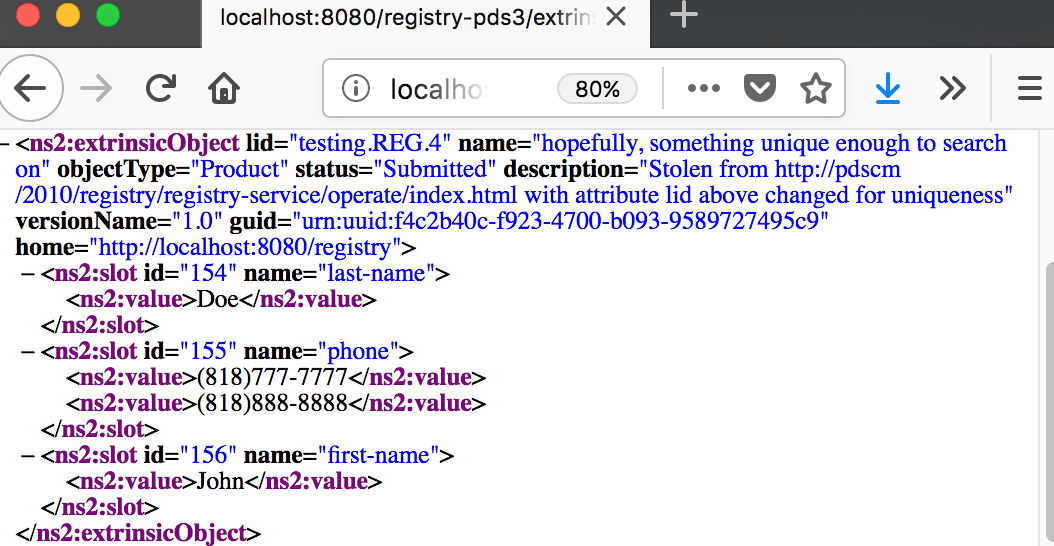 localhost:8080/registry-pds3/extrin
localho
80%
<ns2:extrinsicObject lid="testing.REG.4" name="hopefully, something unique enough to search
on" objectType="Product" status="Submitted" description="Stolen from http://pdscm
/2010/registry/registry-service/operate/index.html with attribute lid above changed for uniqueness"
versionName="1.0" guid="urn:uuid:f4c2b40c-f923-4700-b093-9589727495c9"
home="http://localhost:8080/registry">
<ns2:slot id="154" name="last-name">
<ns2:value>Doe</ns2:value>
</ns2:slot>
<ns2:slot id="155" name="phone">
<ns2:value>(818)777-7777</ns2:value>
<ns2:value>(818)888-8888</ns2:value>
</ns2:slot>
<ns2:slot id="156" name="first-name">
<ns2:value>John</ns2:value>
</ns2:slot>
</ns2:extrinsicObject>